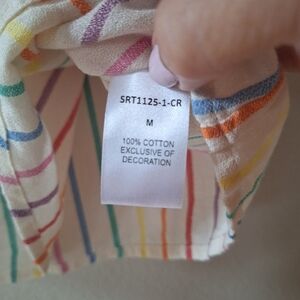 SRT1125-1-CR
M
100% COTTON
EXCLUSIVE OF
DECORATION